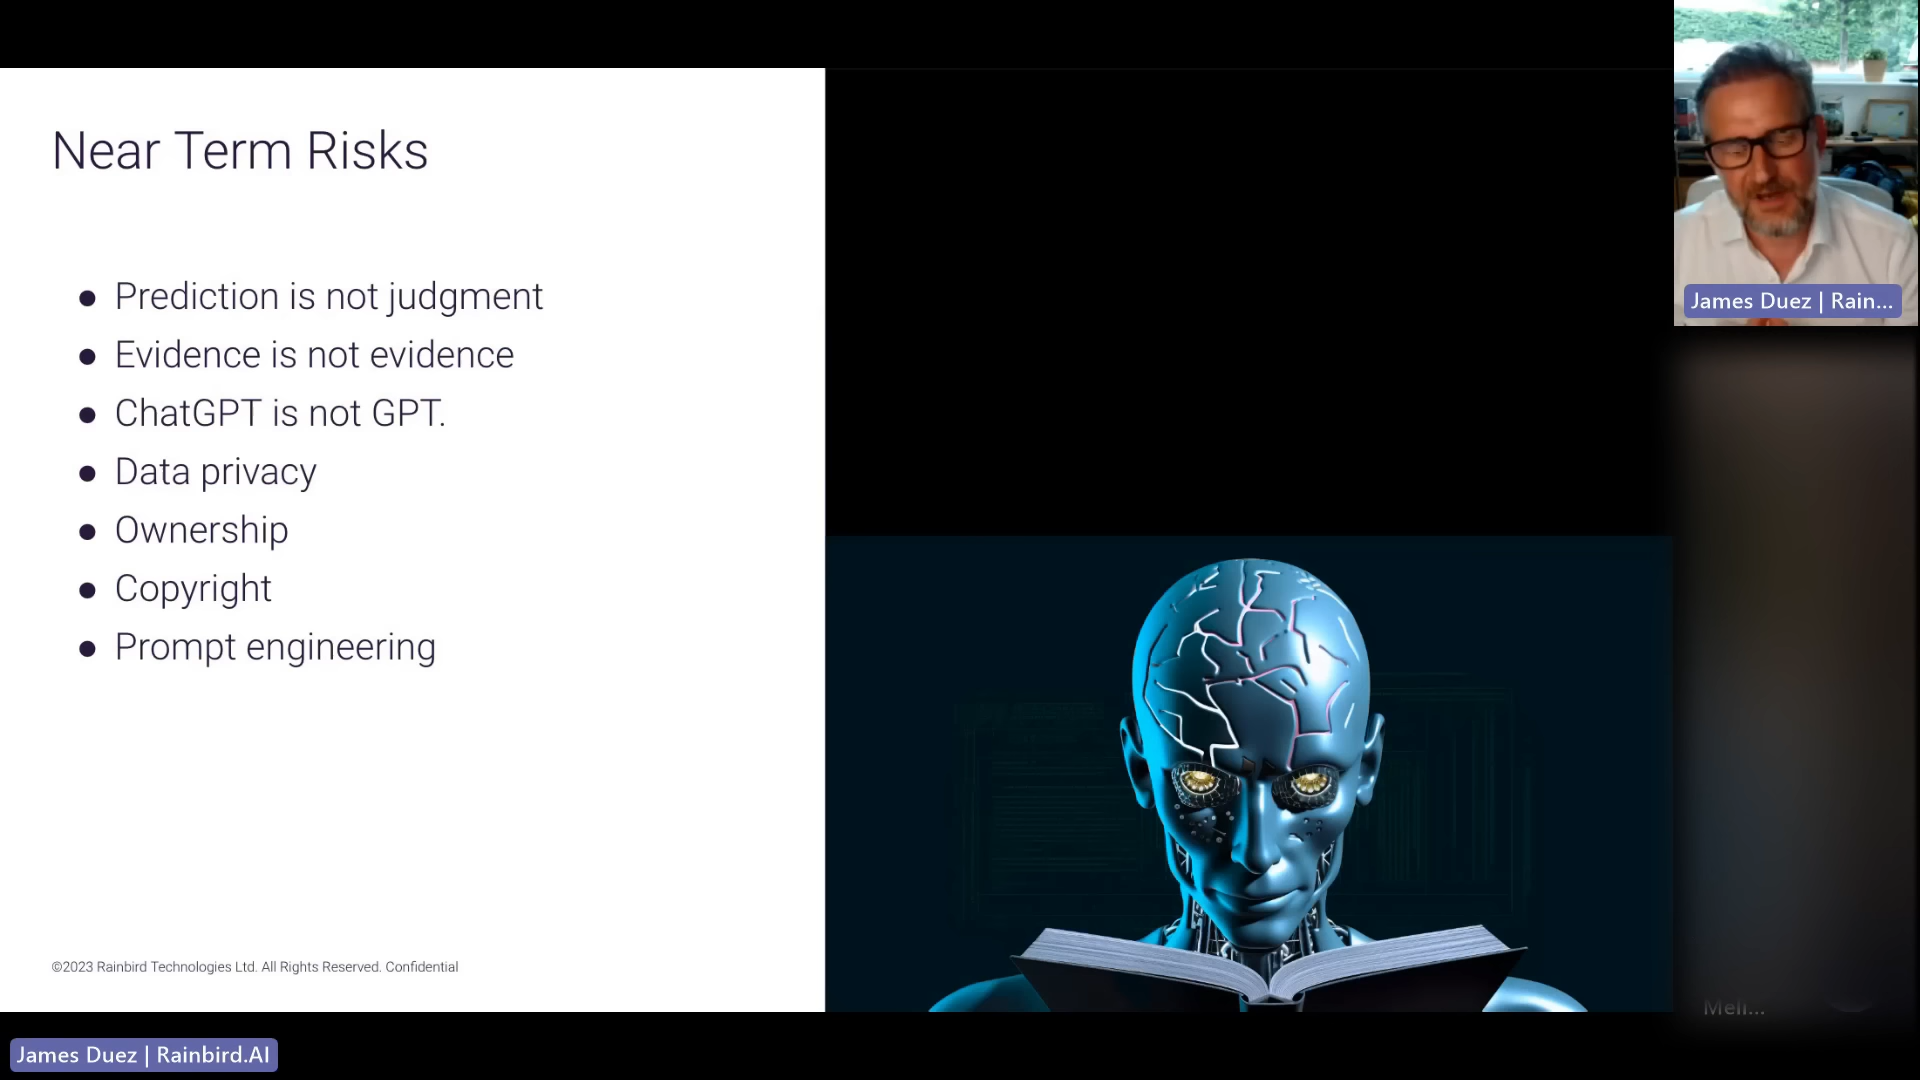 Near Term Risks
● Prediction is not judgment
● Evidence is not evidence
● ChatGPT is not GPT.
● Data privacy
● Ownership
● Copyright
● Prompt engineering
©2023 Rainbird Technologies Ltd. All Rights Reserved. Confidential
James Duez | Rain...
Meli...
James Duez | Rainbird.AI